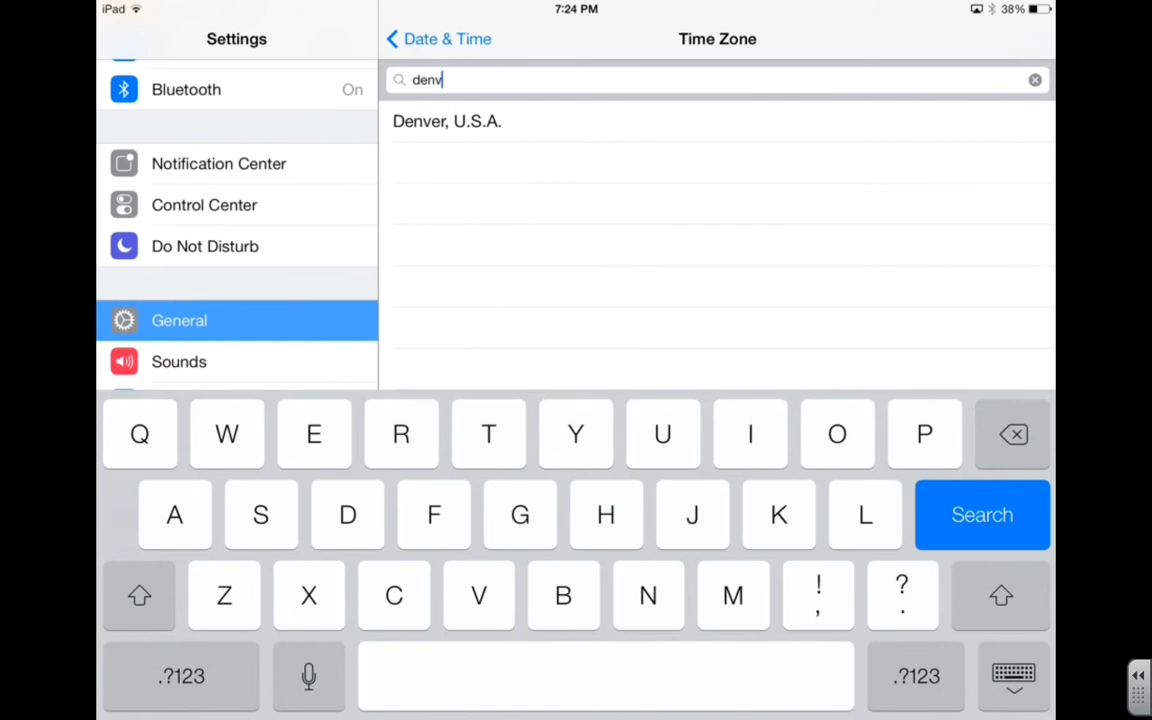 iPad
7:24 PM
38%
Settings
Date & Time
Time Zone
denv
Bluetooth On
Denver, U.S.A.
Notification Center
Control Center
Do Not Disturb
General
Sounds
Q W E R T Y U I O P
A S D F G H J K L Search
Z X C V B N M ! , ? .
.?123 .?123